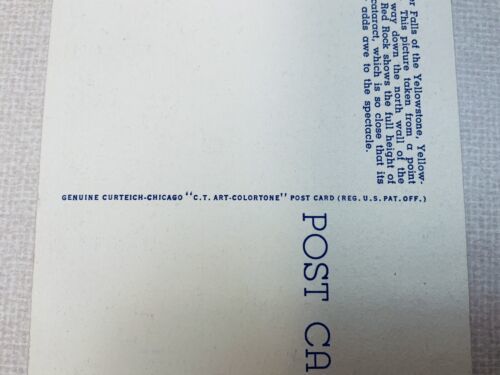 er Falls of the Yellowstone, Yellow-
This picture taken from a point
way down the north wall of the
Red Rock shows the full height of
cataract, which is so close that its
adds awe to the spectacle.
GENUINE CURTEICH-CHICAGO "C.T. ART-COLORTONE" POST CARD (REG. U.S. PAT. OFF.)
POST CA